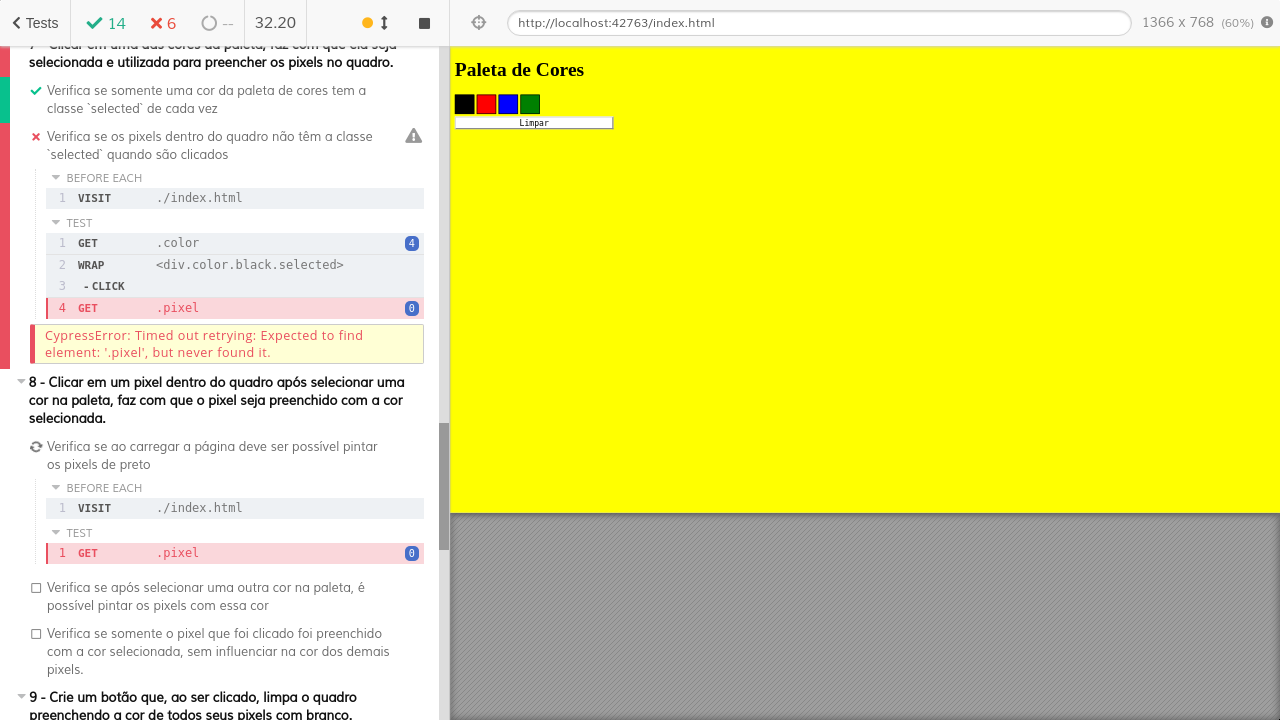 Tests
14
6
--
32.20
http://localhost:42763/index.html
1366 x 768 (60%)
7 - Clicar em uma das cores da paleta, faz com que ela seja
selecionada e utilizada para preencher os pixels no quadro.
Verifica se somente uma cor da paleta de cores tem a
classe `selected` de cada vez
Verifica se os pixels dentro do quadro não têm a classe
`selected` quando são clicados
BEFORE EACH
1 VISIT ./index.html
TEST
1 GET .color 4
2 WRAP <div.color.black.selected>
3 - CLICK
4 GET .pixel 0
CypressError: Timed out retrying: Expected to find
element: '.pixel', but never found it.
8 - Clicar em um pixel dentro do quadro após selecionar uma
cor na paleta, faz com que o pixel seja preenchido com a cor
selecionada.
Verifica se ao carregar a página deve ser possível pintar
os pixels de preto
BEFORE EACH
1 VISIT ./index.html
TEST
1 GET .pixel 0
Verifica se após selecionar uma outra cor na paleta, é
possível pintar os pixels com essa cor
Verifica se somente o pixel que foi clicado foi preenchido
com a cor selecionada, sem influenciar na cor dos demais
pixels.
9 - Crie um botão que, ao ser clicado, limpa o quadro
preenchendo a cor de todos seus pixels com branco.
Paleta de Cores
Limpar